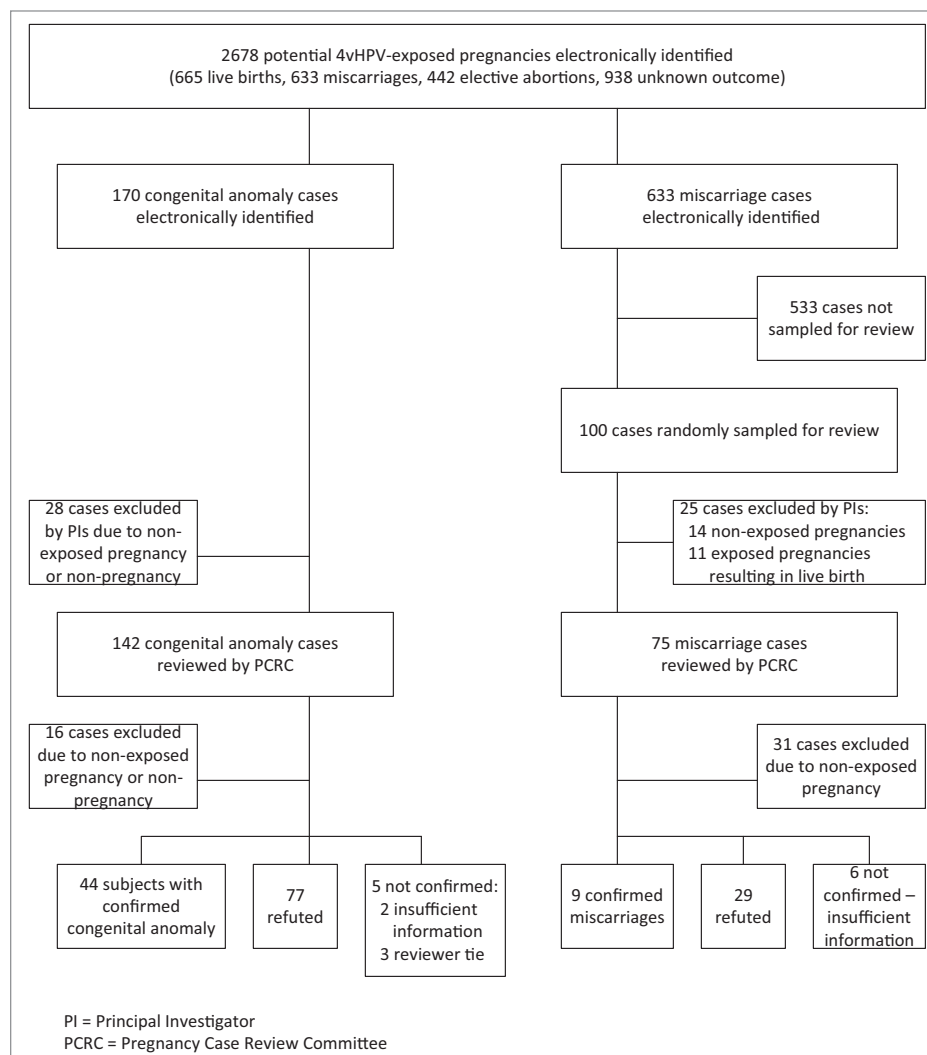 2678 potential 4vHPV-exposed pregnancies electronically identified
(665 live births, 633 miscarriages, 442 elective abortions, 938 unknown outcome)
170 congenital anomaly cases
electronically identified
633 miscarriage cases
electronically identified
533 cases not
sampled for review
100 cases randomly sampled for review
28 cases excluded
by PIs due to non-
exposed pregnancy
or non-pregnancy
25 cases excluded by PIs:
14 non-exposed pregnancies
11 exposed pregnancies
resulting in live birth
142 congenital anomaly cases
reviewed by PCRC
75 miscarriage cases
reviewed by PCRC
16 cases excluded
due to non-exposed
pregnancy or non-
pregnancy
31 cases excluded
due to non-exposed
pregnancy
44 subjects with
confirmed
congenital anomaly
77
refuted
5 not confirmed:
2 insufficient
information
3 reviewer tie
9 confirmed
miscarriages
29
refuted
6 not
confirmed –
insufficient
information
PI = Principal Investigator
PCRC = Pregnancy Case Review Committee